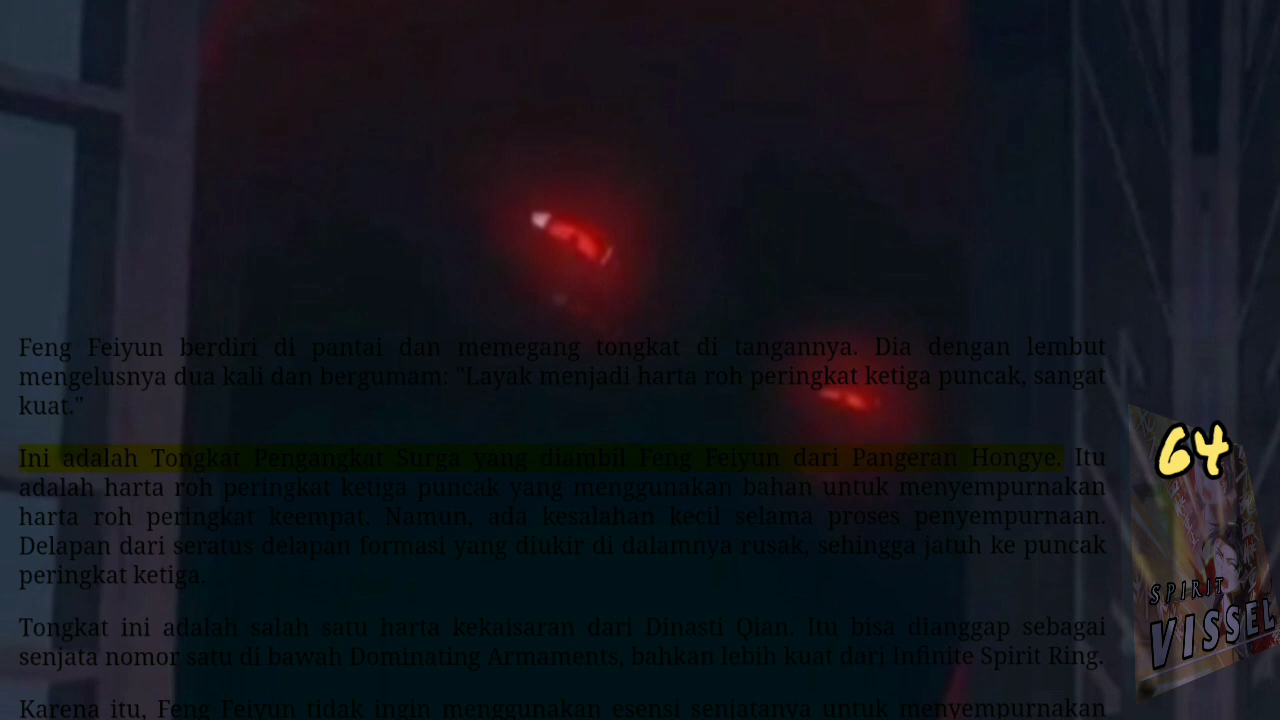 Feng Feiyun berdiri di pantai dan memegang tongkat di tangannya. Dia dengan lembut
mengelusnya dua kali dan bergumam: "Layak menjadi harta roh peringkat ketiga puncak, sangat
kuat."
Ini adalah Tongkat Pengangkat Surga yang diambil Feng Feiyun dari Pangeran Hongye. Itu
adalah harta roh peringkat ketiga puncak yang menggunakan bahan untuk menyempurnakan
harta roh peringkat keempat. Namun, ada kesalahan kecil selama proses penyempurnaan.
Delapan dari seratus delapan formasi yang diukir di dalamnya rusak, sehingga jatuh ke puncak
peringkat ketiga.
Tongkat ini adalah salah satu harta kekaisaran dari Dinasti Qian. Itu bisa dianggap sebagai
senjata nomor satu di bawah Dominating Armaments, bahkan lebih kuat dari Infinite Spirit Ring.
Karena itu, Feng Feiyun tidak ingin menggunakan esensi senjatanya untuk menyempurnakan
64
SPIRIT
VISSEL